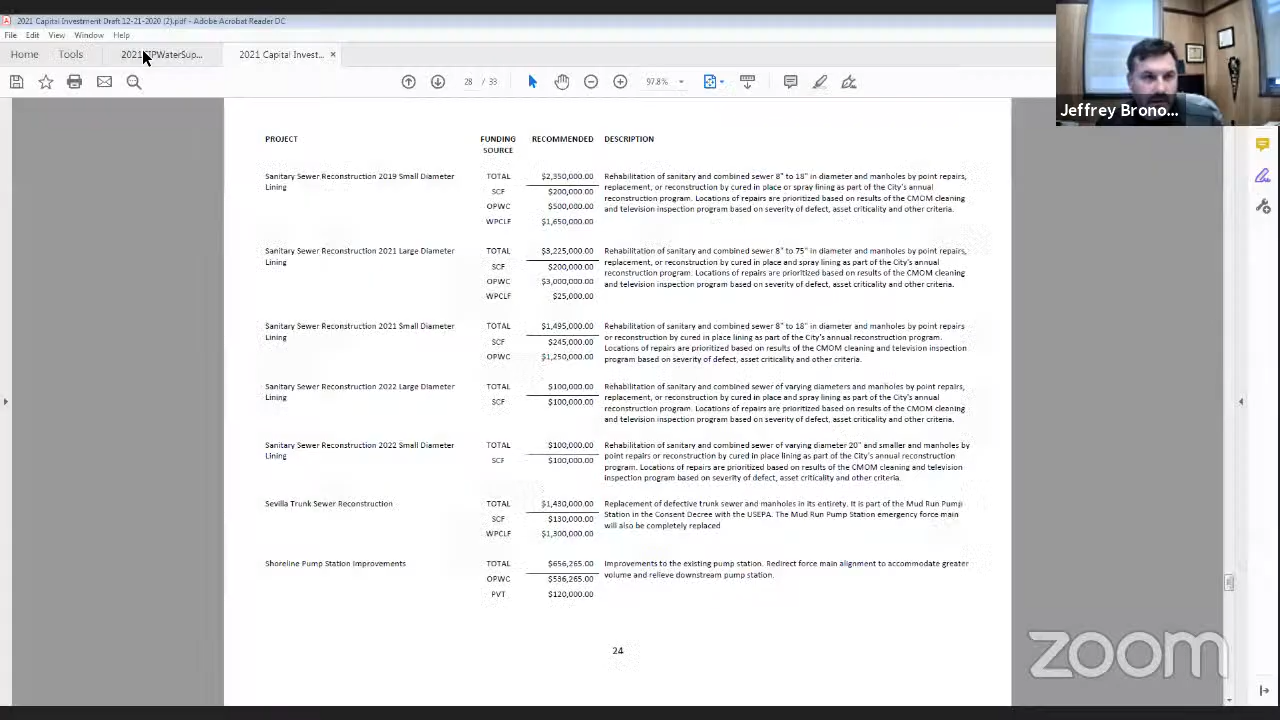 2021 Capital Investment Draft 12-21-2020 (2).pdf - Adobe Acrobat Reader DC
File Edit View Window Help
Home Tools 2021 IPWaterSup... 2021 Capital Invest... ×
28 / 33 97.8%
Jeffrey Brono...
PROJECT FUNDING SOURCE RECOMMENDED DESCRIPTION
Sanitary Sewer Reconstruction 2019 Small Diameter Lining
TOTAL $2,350,000.00
SCF $200,000.00
OPWC $500,000.00
WPCLF $1,650,000.00
Rehabilitation of sanitary and combined sewer 8" to 18" in diameter and manholes by point repairs,
replacement, or reconstruction by cured in place or spray lining as part of the City's annual
reconstruction program. Locations of repairs are prioritized based on results of the CMOM cleaning
and television inspection program based on severity of defect, asset criticality and other criteria.
Sanitary Sewer Reconstruction 2021 Large Diameter Lining
TOTAL $3,225,000.00
SCF $200,000.00
OPWC $3,000,000.00
WPCLF $25,000.00
Rehabilitation of sanitary and combined sewer 8" to 75" in diameter and manholes by point repairs,
replacement, or reconstruction by cured in place and spray lining as part of the City's annual
reconstruction program. Locations of repairs are prioritized based on results of the CMOM cleaning
and television inspection program based on severity of defect, asset criticality and other criteria.
Sanitary Sewer Reconstruction 2021 Small Diameter Lining
TOTAL $1,495,000.00
SCF $245,000.00
OPWC $1,250,000.00
Rehabilitation of sanitary and combined sewer 8" to 18" in diameter and manholes by point repairs
or reconstruction by cured in place lining as part of the City's annual reconstruction program.
Locations of repairs are prioritized based on results of the CMOM cleaning and television inspection
program based on severity of defect, asset criticality and other criteria.
Sanitary Sewer Reconstruction 2022 Large Diameter Lining
TOTAL $100,000.00
SCF $100,000.00
Rehabilitation of sanitary and combined sewer of varying diameters and manholes by point repairs,
replacement, or reconstruction by cured in place and spray lining as part of the City's annual
reconstruction program. Locations of repairs are prioritized based on results of the CMOM cleaning
and television inspection program based on severity of defect, asset criticality and other criteria.
Sanitary Sewer Reconstruction 2022 Small Diameter Lining
TOTAL $100,000.00
SCF $100,000.00
Rehabilitation of sanitary and combined sewer of varying diameter 20" and smaller and manholes by
point repairs or reconstruction by cured in place lining as part of the City's annual reconstruction
program. Locations of repairs are prioritized based on results of the CMOM cleaning and television
inspection program based on severity of defect, asset criticality and other criteria.
Sevilla Trunk Sewer Reconstruction
TOTAL $1,430,000.00
SCF $130,000.00
WPCLF $1,300,000.00
Replacement of defective trunk sewer and manholes in its entirety. It is part of the Mud Run Pump
Station in the Consent Decree with the USEPA. The Mud Run Pump Station emergency force main
will also be completely replaced
Shoreline Pump Station Improvements
TOTAL $656,265.00
OPWC $536,265.00
PVT $120,000.00
Improvements to the existing pump station. Redirect force main alignment to accommodate greater
volume and relieve downstream pump station.
24
zoom